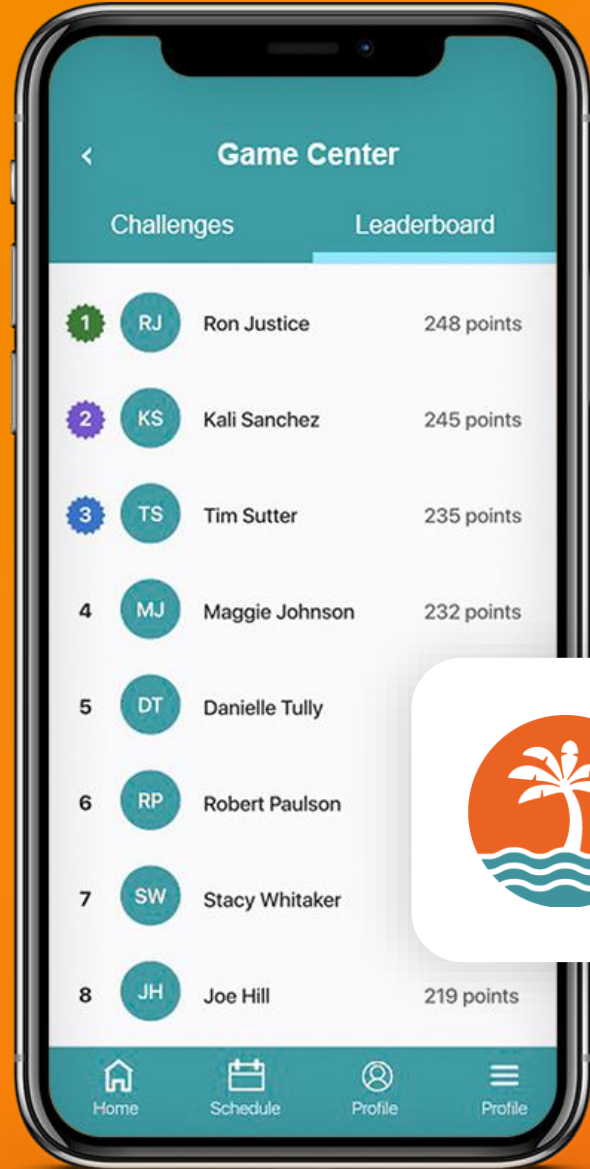 Game Center
Challenges Leaderboard
1 RJ Ron Justice 248 points
2 KS Kali Sanchez 245 points
3 TS Tim Sutter 235 points
4 MJ Maggie Johnson 232 points
5 DT Danielle Tully
6 RP Robert Paulson
7 SW Stacy Whitaker
8 JH Joe Hill 219 points
Home Schedule Profile Profile